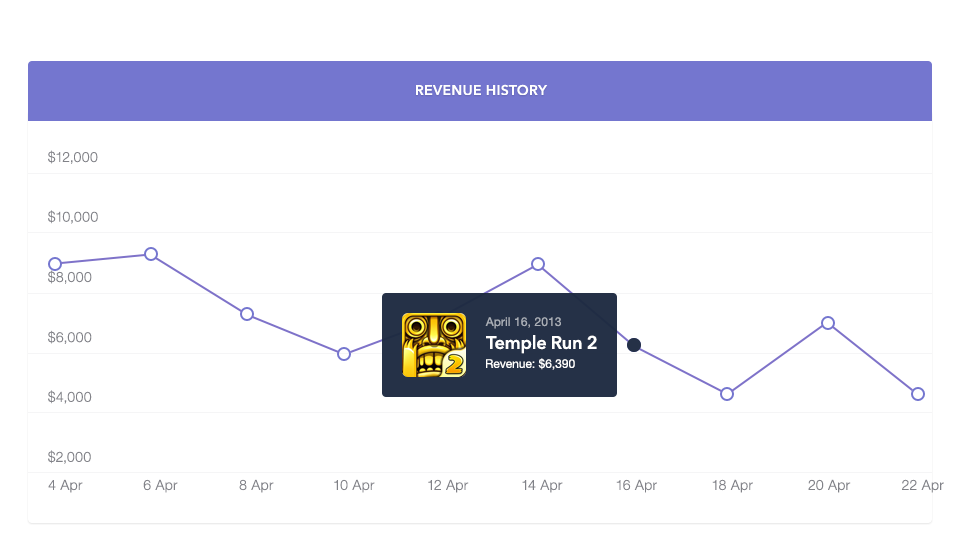 REVENUE HISTORY
$12,000
$10,000
$8,000
$6,000
$4,000
$2,000
April 16, 2013
Temple Run 2
Revenue: $6,390
2
4 Apr 6 Apr 8 Apr 10 Apr 12 Apr 14 Apr 16 Apr 18 Apr 20 Apr 22 Apr